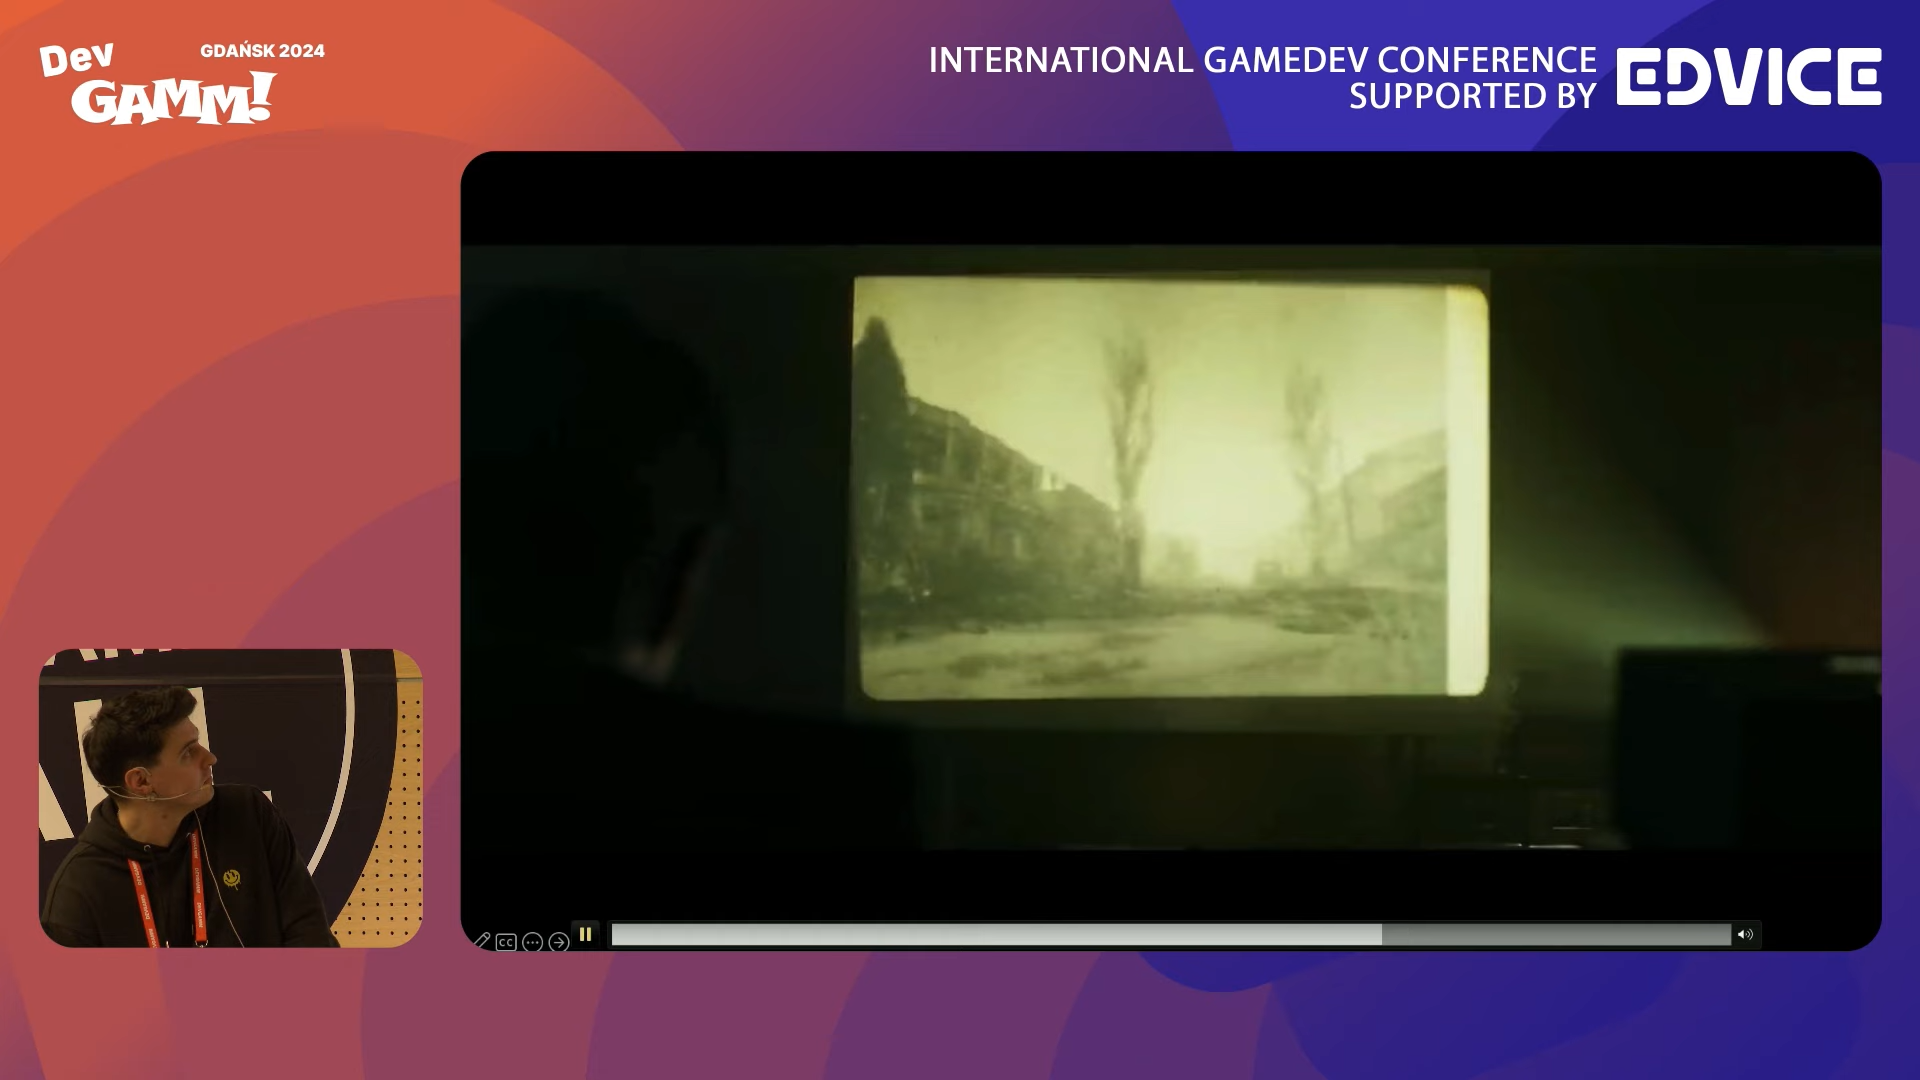 Dev
GAMM!
GDAŃSK 2024
INTERNATIONAL GAMEDEV CONFERENCE
SUPPORTED BY
EDVICE
CC